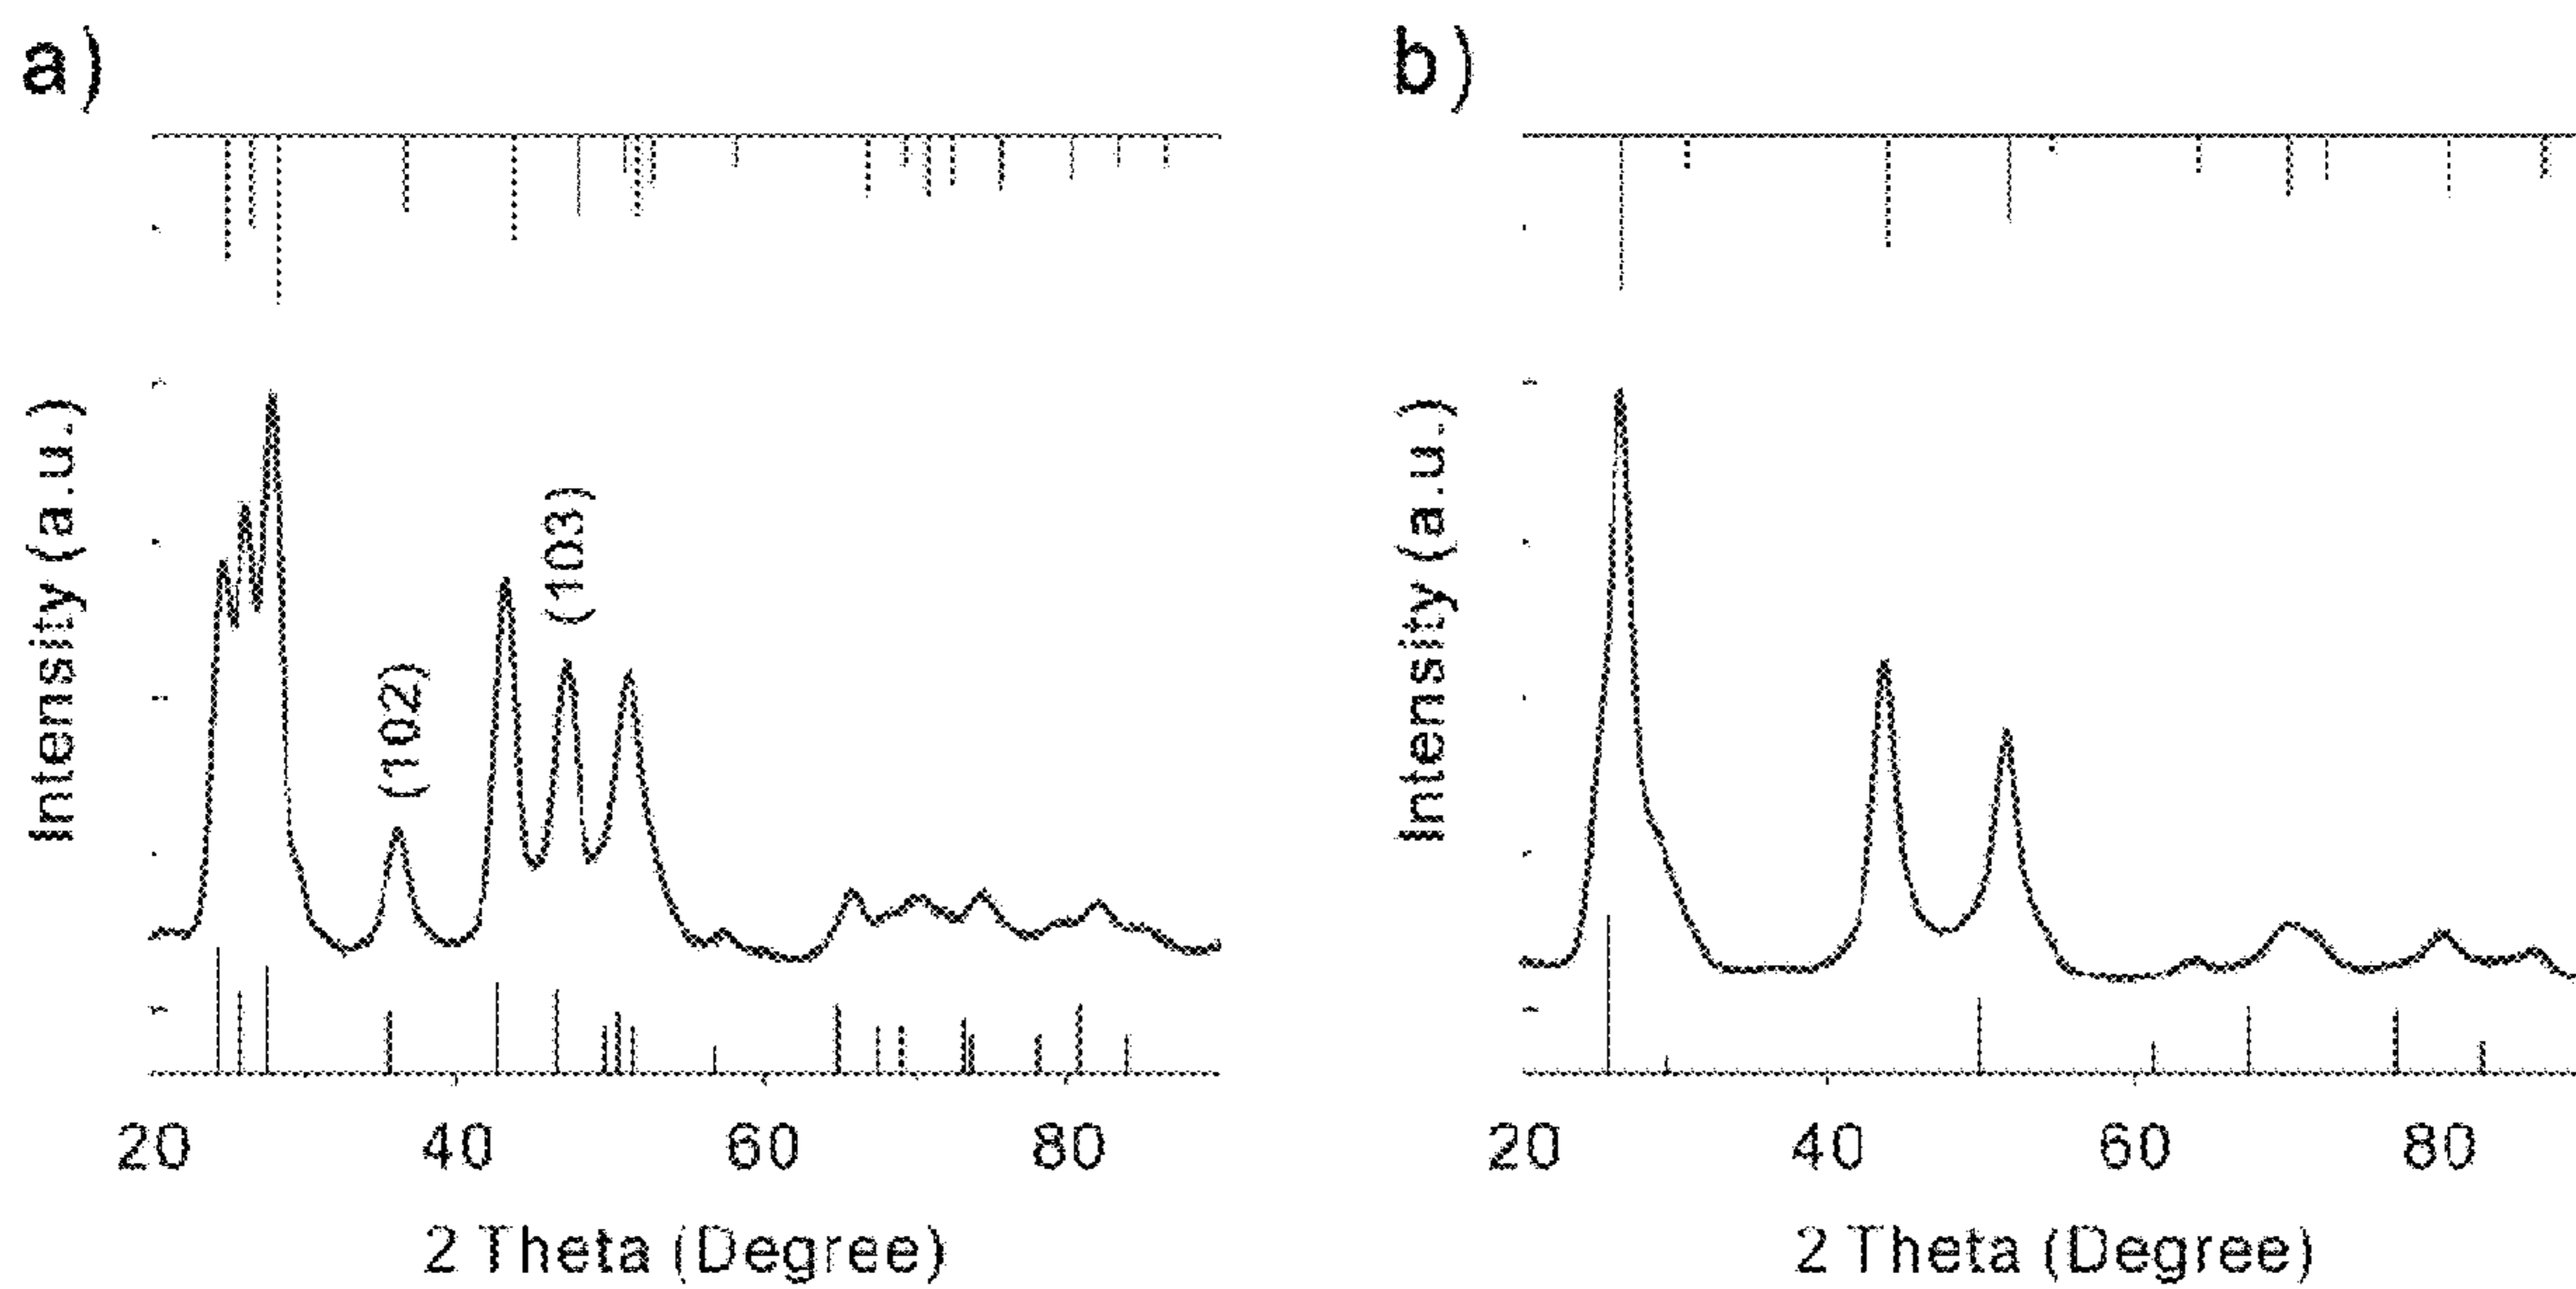 a)
Intensity (a.u.)
(102)
(103)
20 40 60 80
2 Theta (Degree)
b)
Intensity (a.u.)
20 40 60 80
2 Theta (Degree)